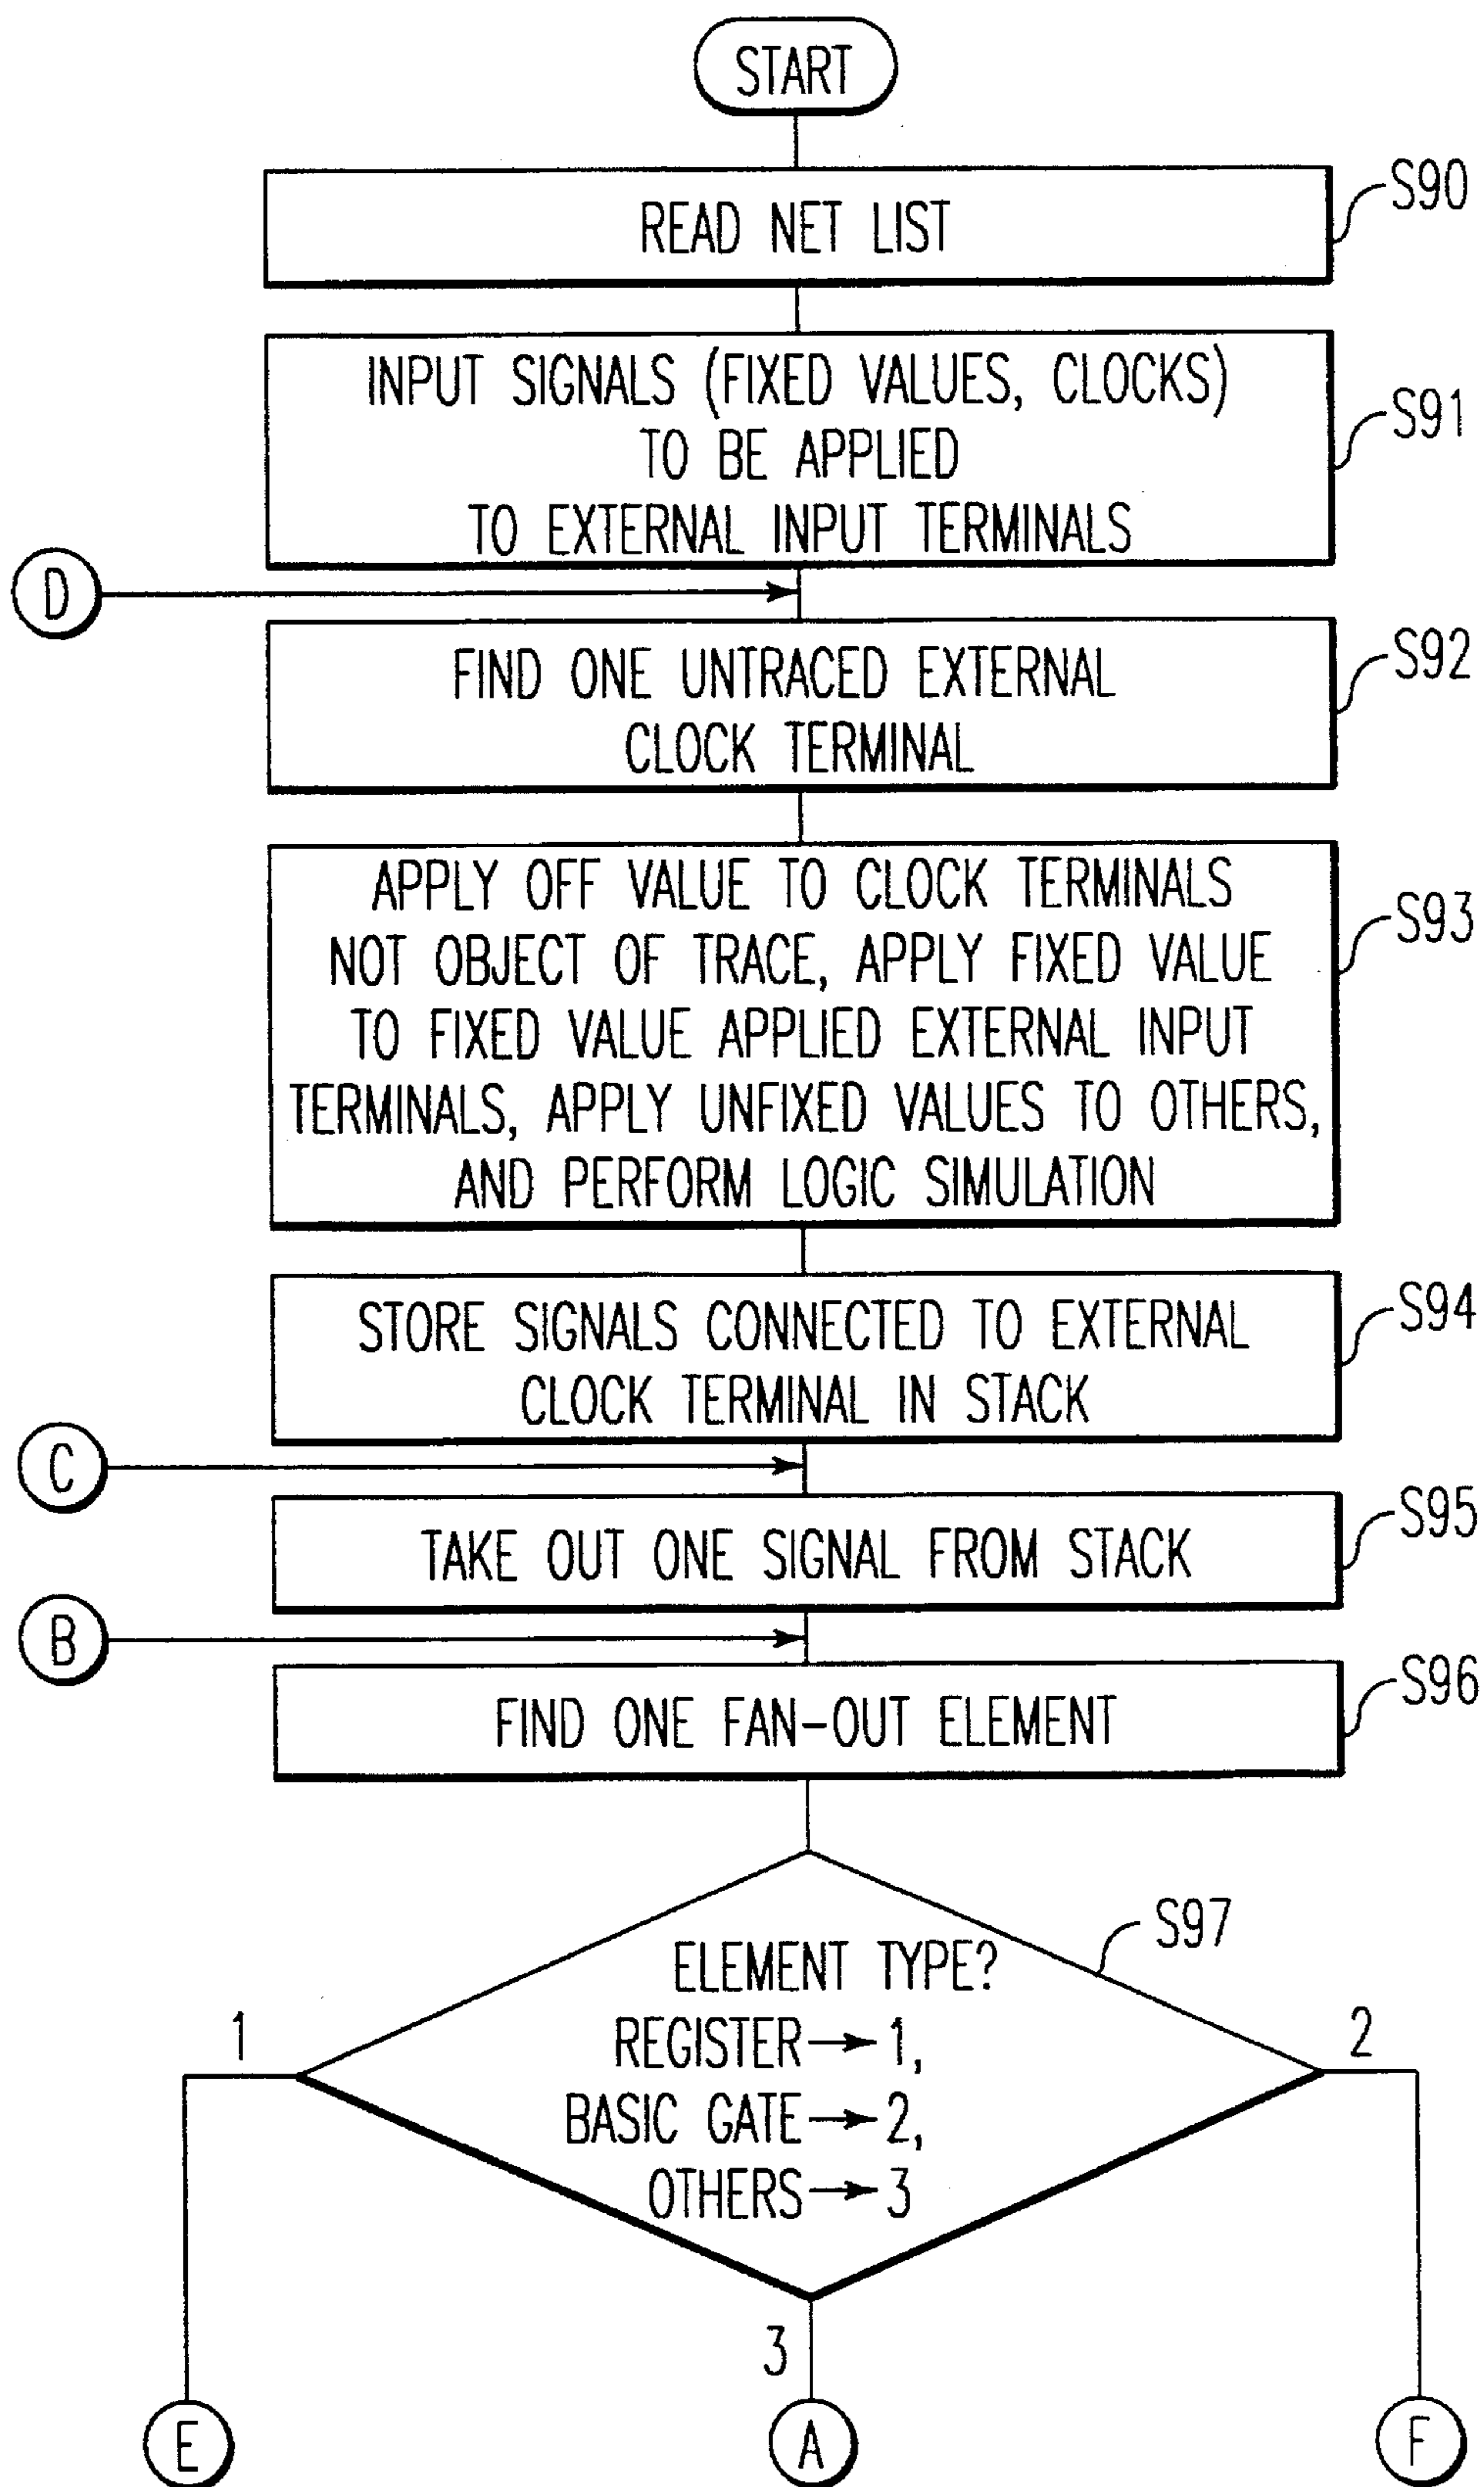 START
READ NET LIST
S90
INPUT SIGNALS (FIXED VALUES, CLOCKS)
TO BE APPLIED
TO EXTERNAL INPUT TERMINALS
S91
D
FIND ONE UNTRACED EXTERNAL
CLOCK TERMINAL
S92
APPLY OFF VALUE TO CLOCK TERMINALS
NOT OBJECT OF TRACE, APPLY FIXED VALUE
TO FIXED VALUE APPLIED EXTERNAL INPUT
TERMINALS, APPLY UNFIXED VALUES TO OTHERS,
AND PERFORM LOGIC SIMULATION
S93
STORE SIGNALS CONNECTED TO EXTERNAL
CLOCK TERMINAL IN STACK
S94
C
TAKE OUT ONE SIGNAL FROM STACK
S95
B
FIND ONE FAN-OUT ELEMENT
S96
S97
ELEMENT TYPE?
REGISTER→1,
BASIC GATE→2,
OTHERS→3
1
2
3
E
A
F